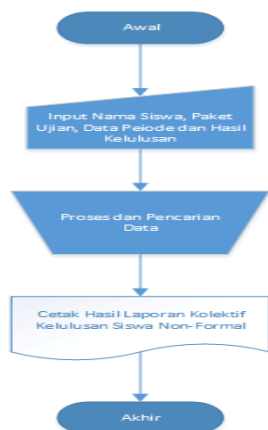 Awal
Input Nama Siswa, Paket
Ujian, Data Peiode dan Hasil
Kelulusan
Proses dan Pencarian
Data
Cetak Hasil Laporan Kolektif
Kelulusan Siswa Non-Formal
Akhir